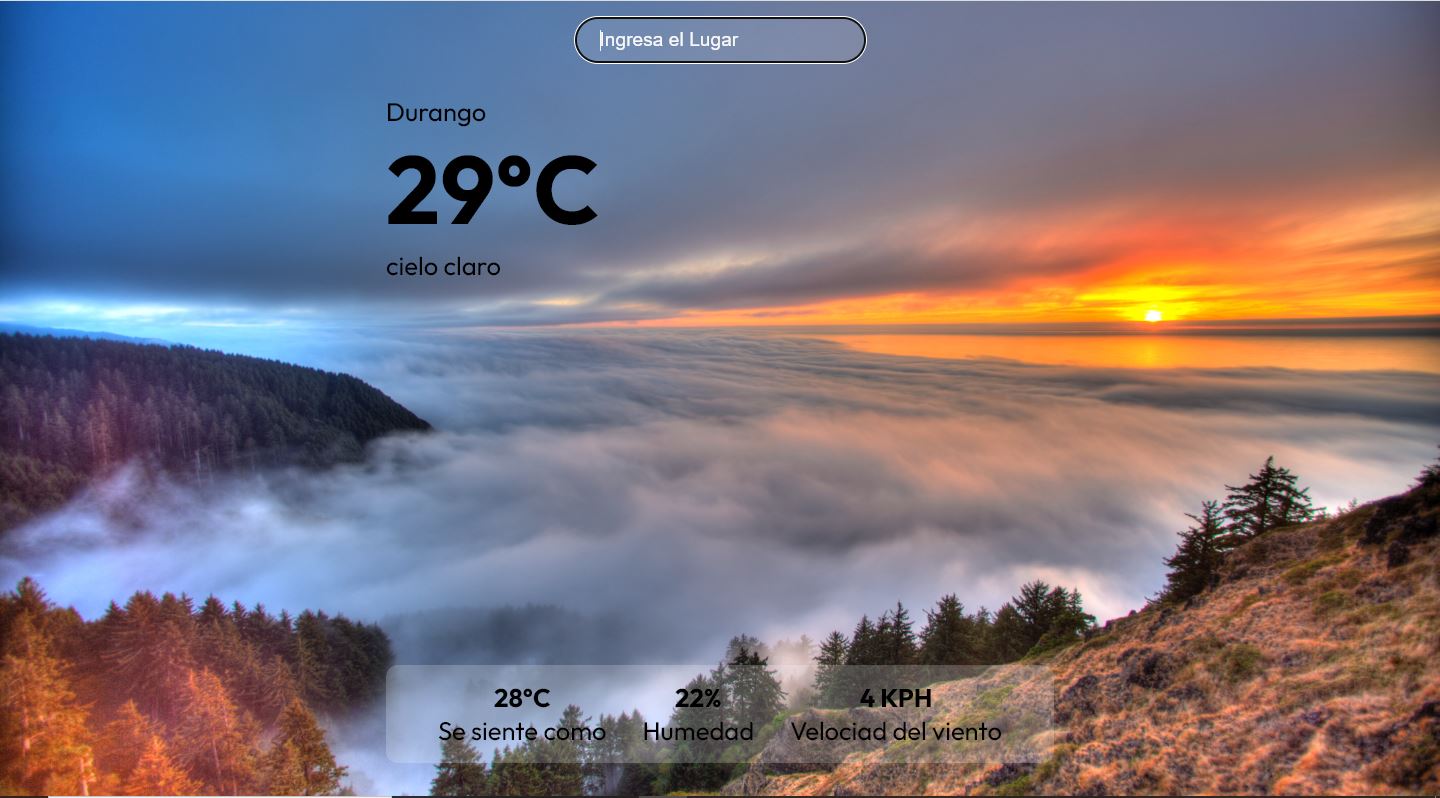 Ingresa el Lugar
Durango
29°C
cielo claro
28°C 22% 4 KPH
Se siente como Humedad Velociad del viento